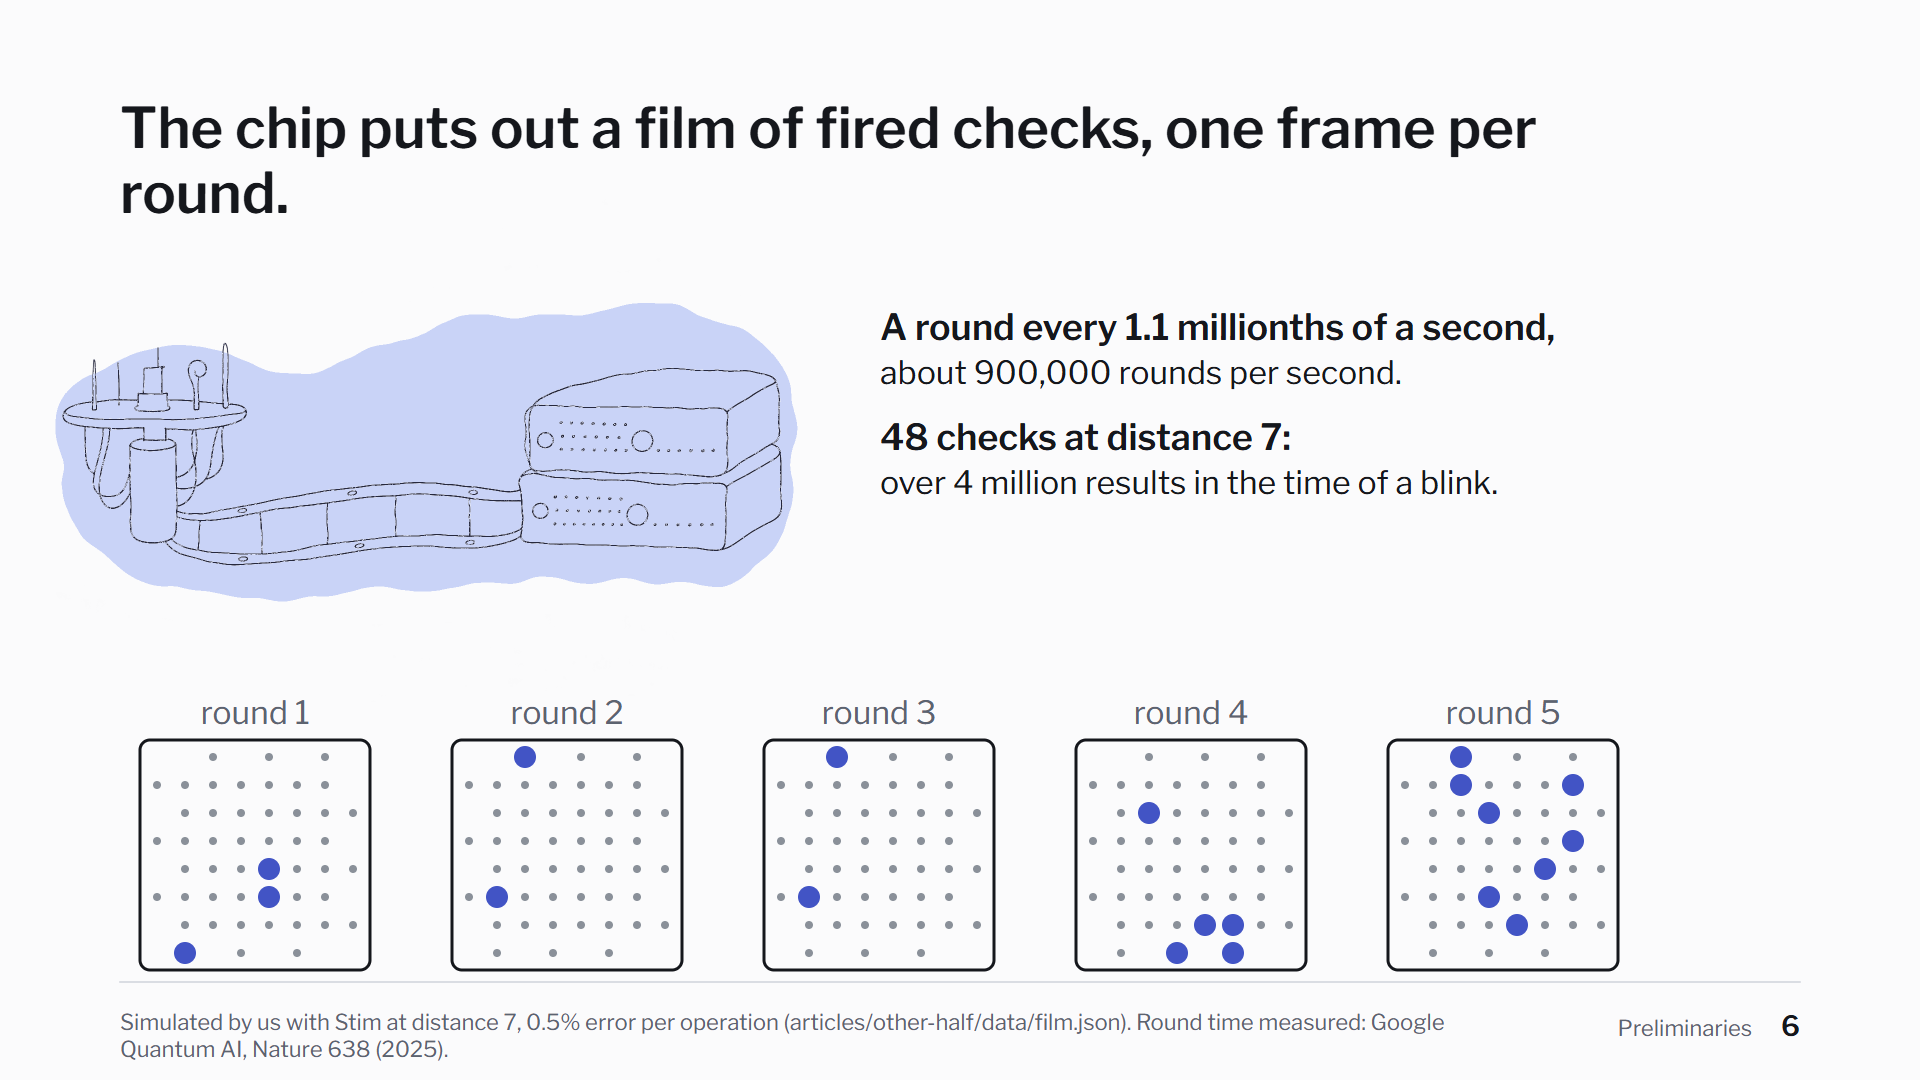 The chip puts out a film of fired checks, one frame per
round.
A round every 1.1 millionths of a second,
about 900,000 rounds per second.
48 checks at distance 7:
over 4 million results in the time of a blink.
round 1
round 2
round 3
round 4
round 5
Simulated by us with Stim at distance 7, 0.5% error per operation (articles/other-half/data/film.json). Round time measured: Google
Quantum AI, Nature 638 (2025).
Preliminaries 6